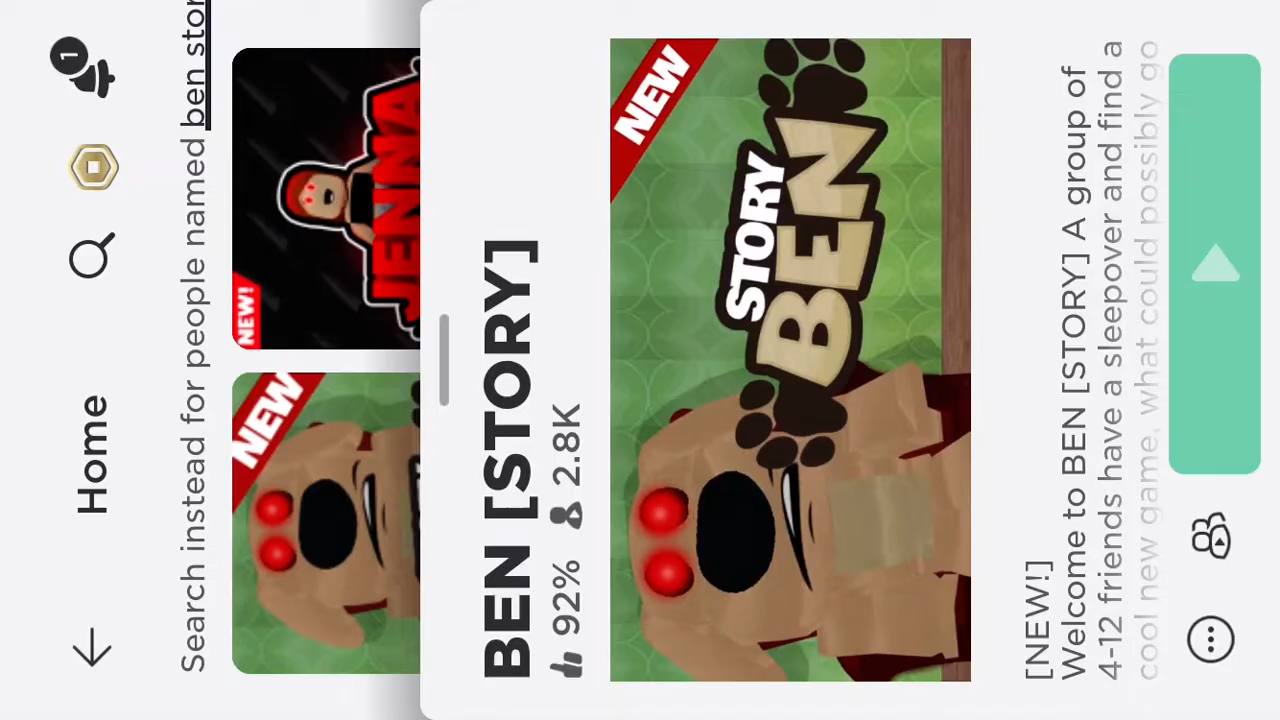 Home
1
Search instead for people named ben stor
NEW
NEW!
JENNA
BEN [STORY]
92% 2.8K
NEW
STORY
BEN
[NEW!]
Welcome to BEN [STORY] A group of
4-12 friends have a sleepover and find a
cool new game, what could possibly go